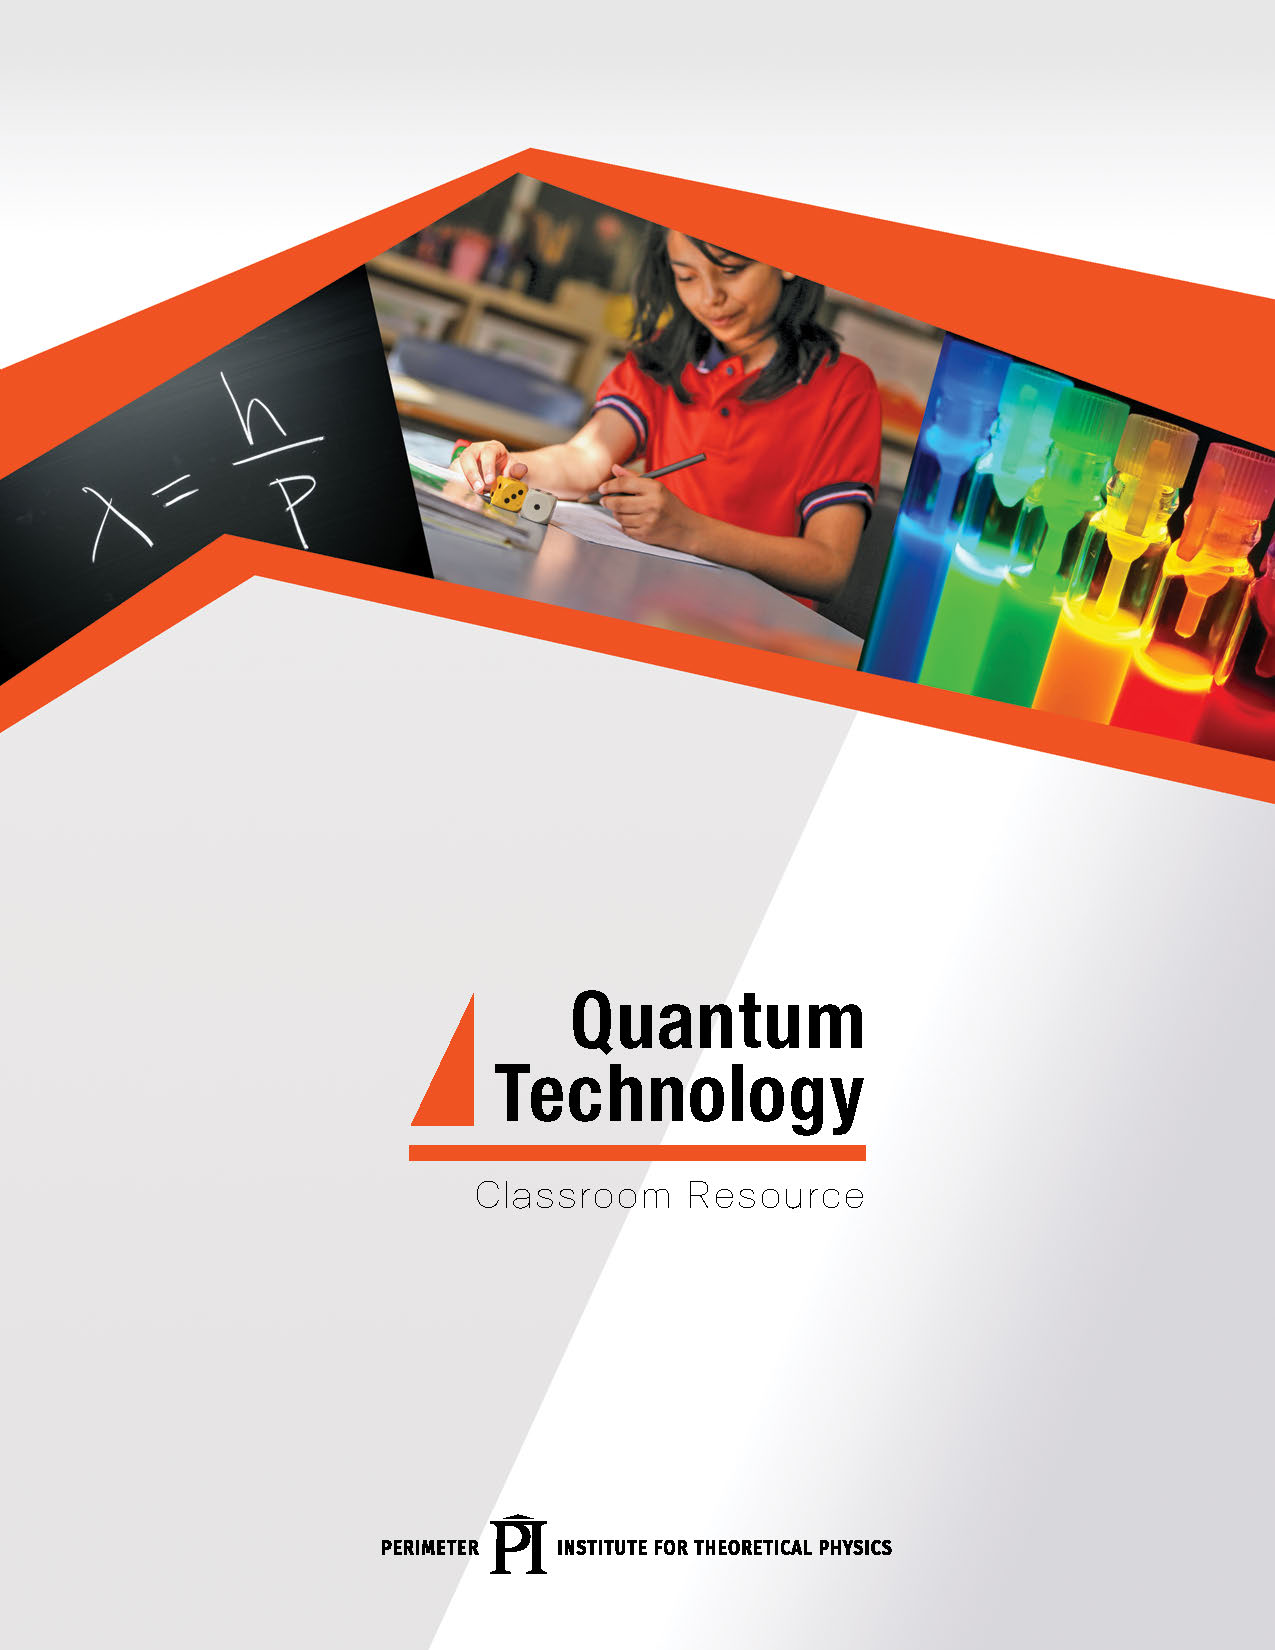 λ = h/p
Quantum
Technology
Classroom Resource
PERIMETER PI INSTITUTE FOR THEORETICAL PHYSICS